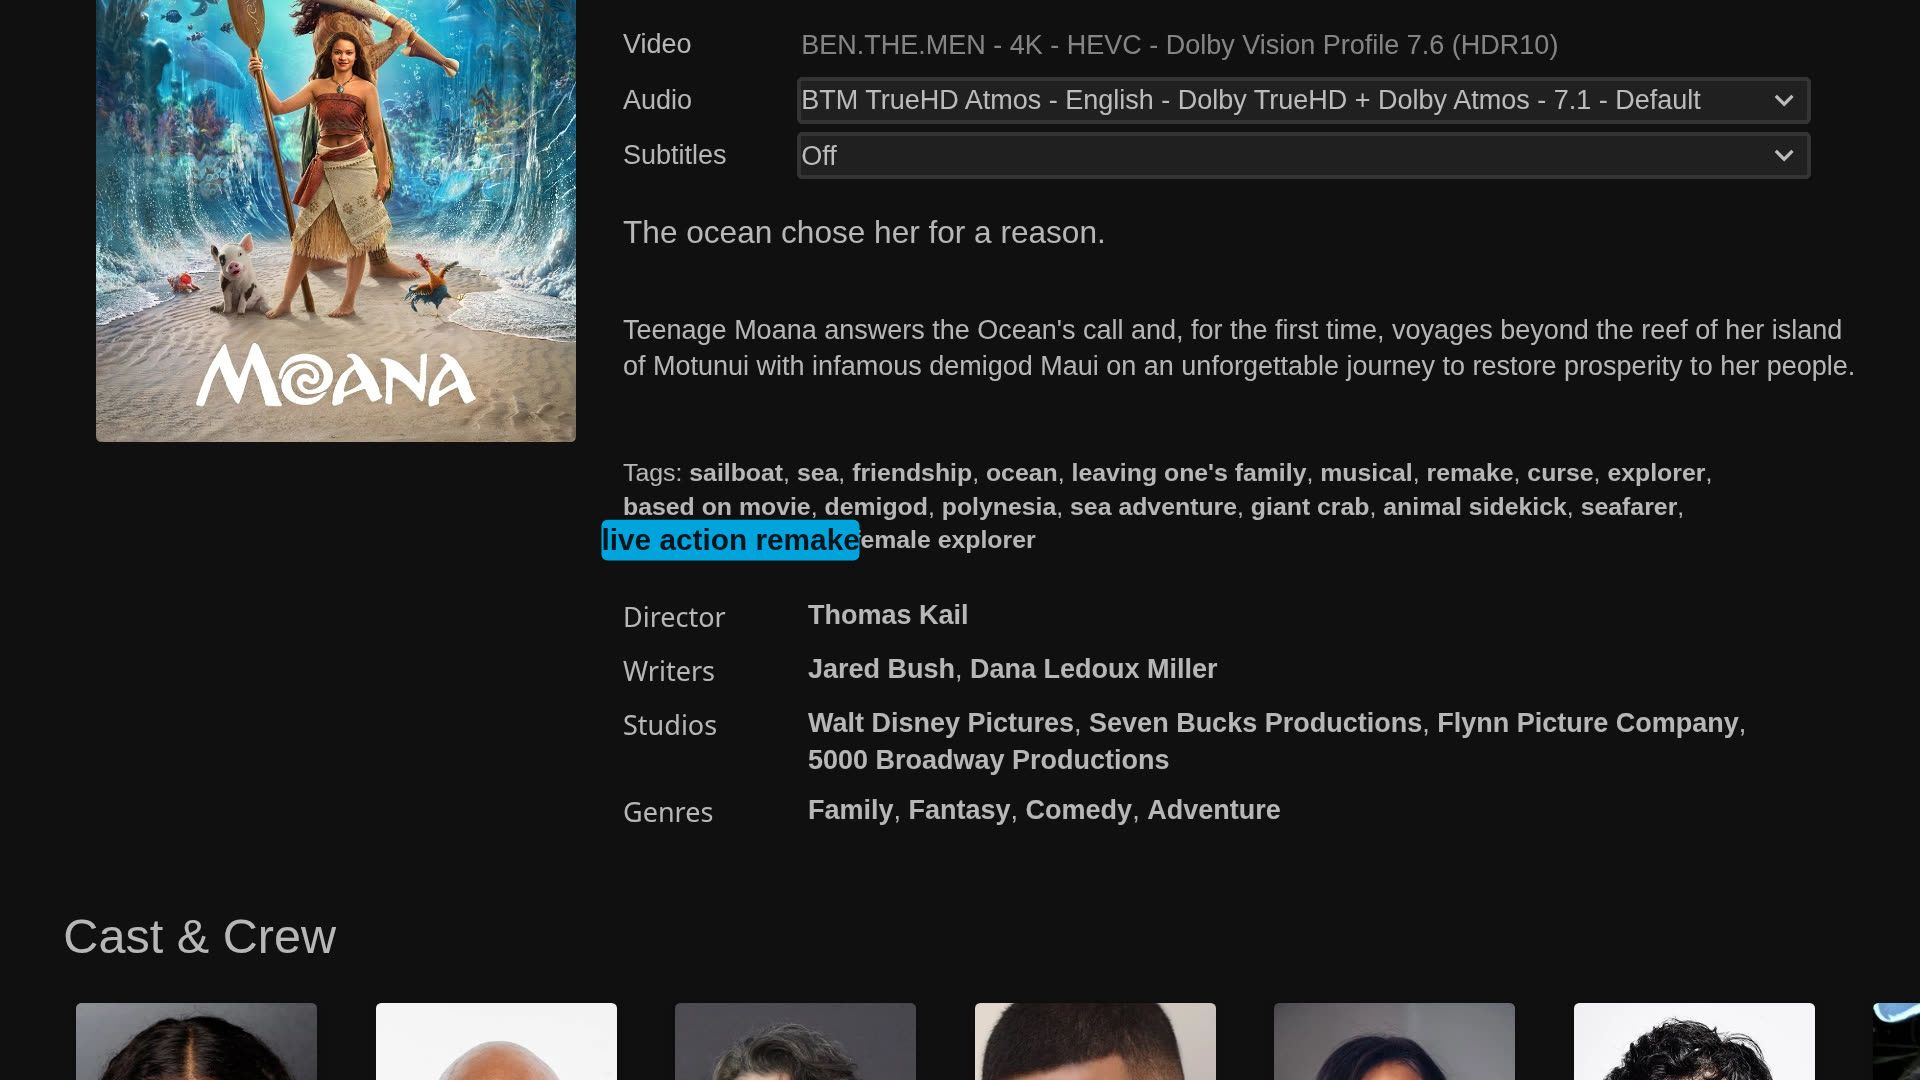 Video BEN.THE.MEN - 4K - HEVC - Dolby Vision Profile 7.6 (HDR10)
Audio BTM TrueHD Atmos - English - Dolby TrueHD + Dolby Atmos - 7.1 - Default
Subtitles Off
The ocean chose her for a reason.
Teenage Moana answers the Ocean's call and, for the first time, voyages beyond the reef of her island
of Motunui with infamous demigod Maui on an unforgettable journey to restore prosperity to her people.
MOANA
Tags: sailboat, sea, friendship, ocean, leaving one's family, musical, remake, curse, explorer,
based on movie, demigod, polynesia, sea adventure, giant crab, animal sidekick, seafarer,
live action remake female explorer
Director Thomas Kail
Writers Jared Bush, Dana Ledoux Miller
Studios Walt Disney Pictures, Seven Bucks Productions, Flynn Picture Company,
5000 Broadway Productions
Genres Family, Fantasy, Comedy, Adventure
Cast & Crew